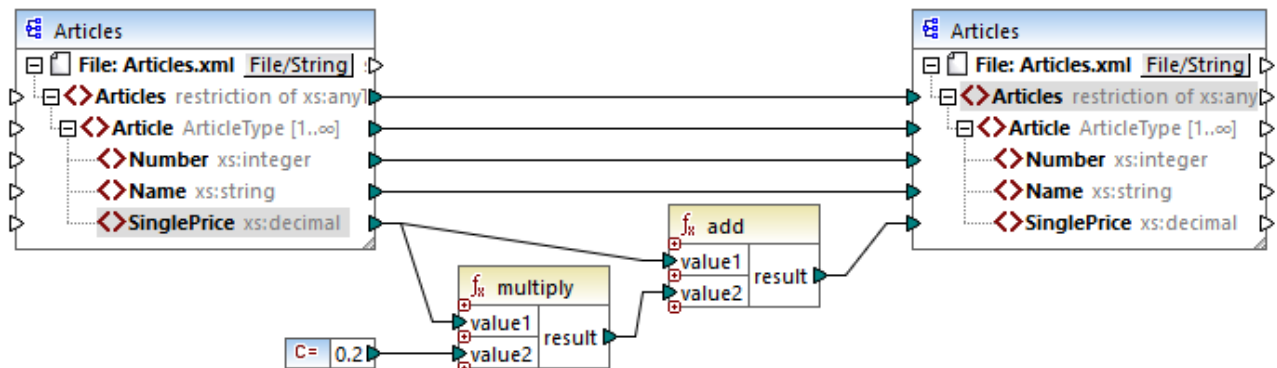 Articles
File: Articles.xml File/String
Articles restriction of xs:anyT
Article ArticleType [1..∞]
Number xs:integer
Name xs:string
SinglePrice xs:decimal
C= 0.2
fx multiply
value1
value2
result
fx add
value1
value2
result
Articles
File: Articles.xml File/String
Articles restriction of xs:any
Article ArticleType [1..∞]
Number xs:integer
Name xs:string
SinglePrice xs:decimal